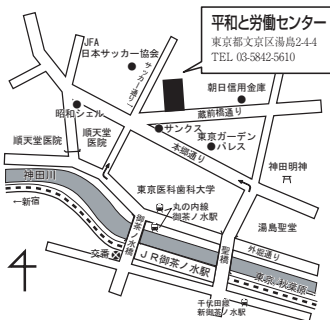 平和と労働センター
東京都文京区湯島2-4-4
TEL 03-5842-5610
JFA
日本サッカー協会
サッカー通り
朝日信用金庫
昭和シェル
蔵前橋通り
サンクス
東京ガーデン
パレス
順天堂医院
順天堂
医院
本郷通り
神田明神
神田川
東京医科歯科大学
←新宿
丸の内線
御茶ノ水駅
湯島聖堂
御茶ノ水橋
聖橋
外堀通り
交番
JR御茶ノ水駅
東京,秋葉原→
千代田線
新御茶ノ水駅